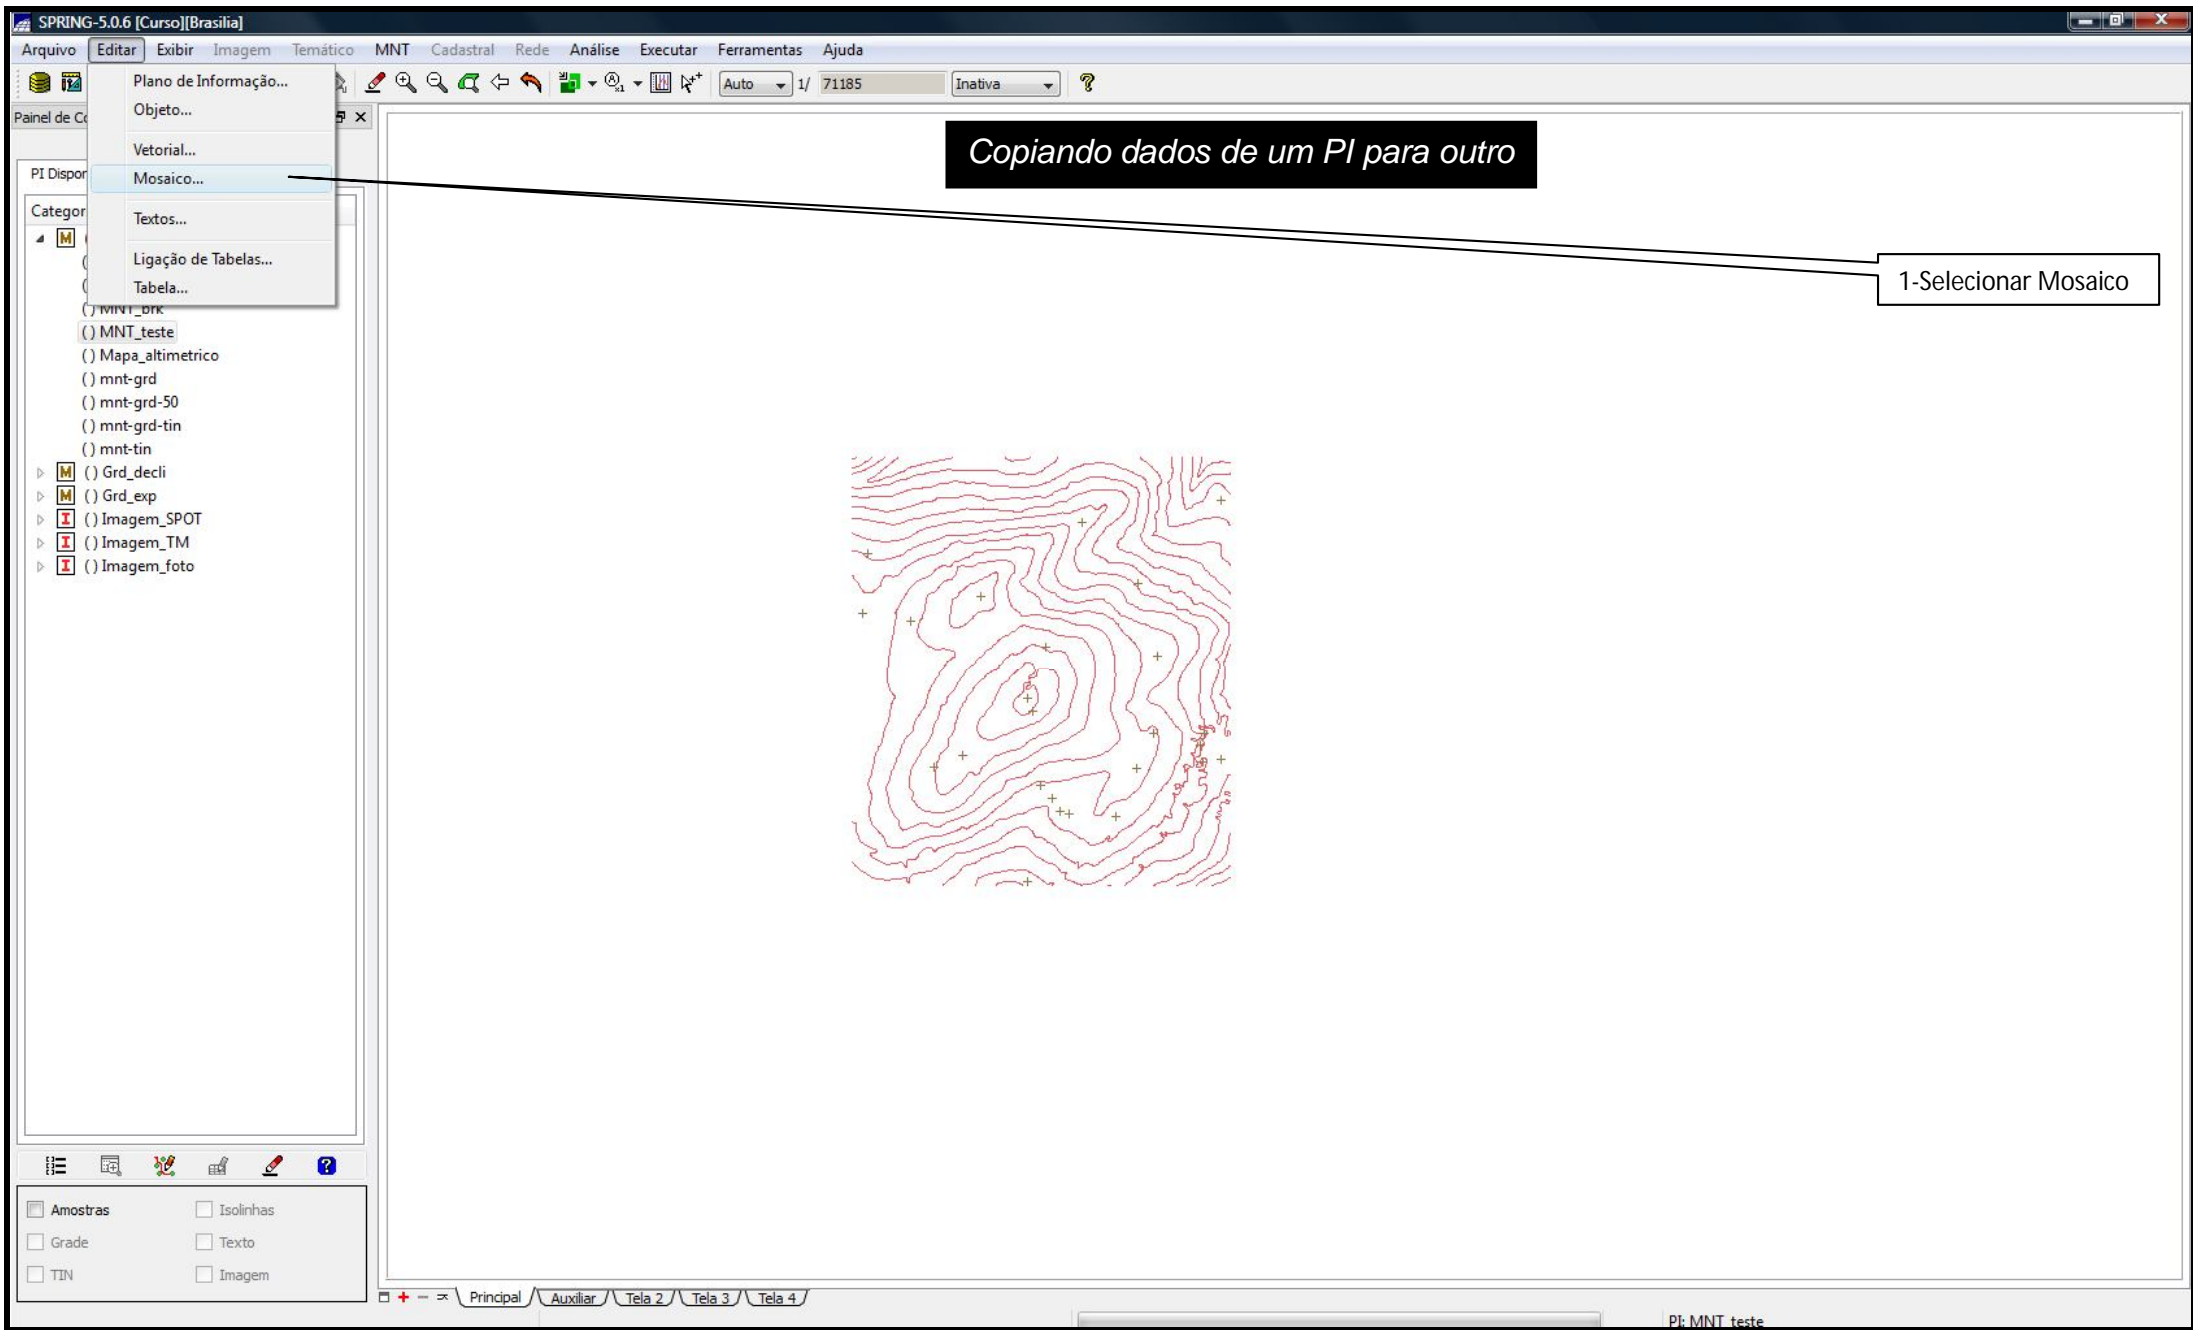 SPRING-5.0.6 [Curso][Brasilia]
Arquivo Editar Exibir Imagem Temático MNT Cadastral Rede Análise Executar Ferramentas Ajuda
Auto 1/ 71185 Inativa
Plano de Informação...
Objeto...
Vetorial...
Mosaico...
Textos...
Ligação de Tabelas...
Tabela...
Painel de Co
PI Dispor
Categor
Copiando dados de um PI para outro
1-Selecionar Mosaico
( ) MNT_brk
( ) MNT_teste
( ) Mapa_altimetrico
( ) mnt-grd
( ) mnt-grd-50
( ) mnt-grd-tin
( ) mnt-tin
M ( ) Grd_decli
M ( ) Grd_exp
I ( ) Imagem_SPOT
I ( ) Imagem_TM
I ( ) Imagem_foto
Amostras Isolinhas
Grade Texto
TIN Imagem
Principal Auxiliar Tela 2 Tela 3 Tela 4
PI: MNT_teste